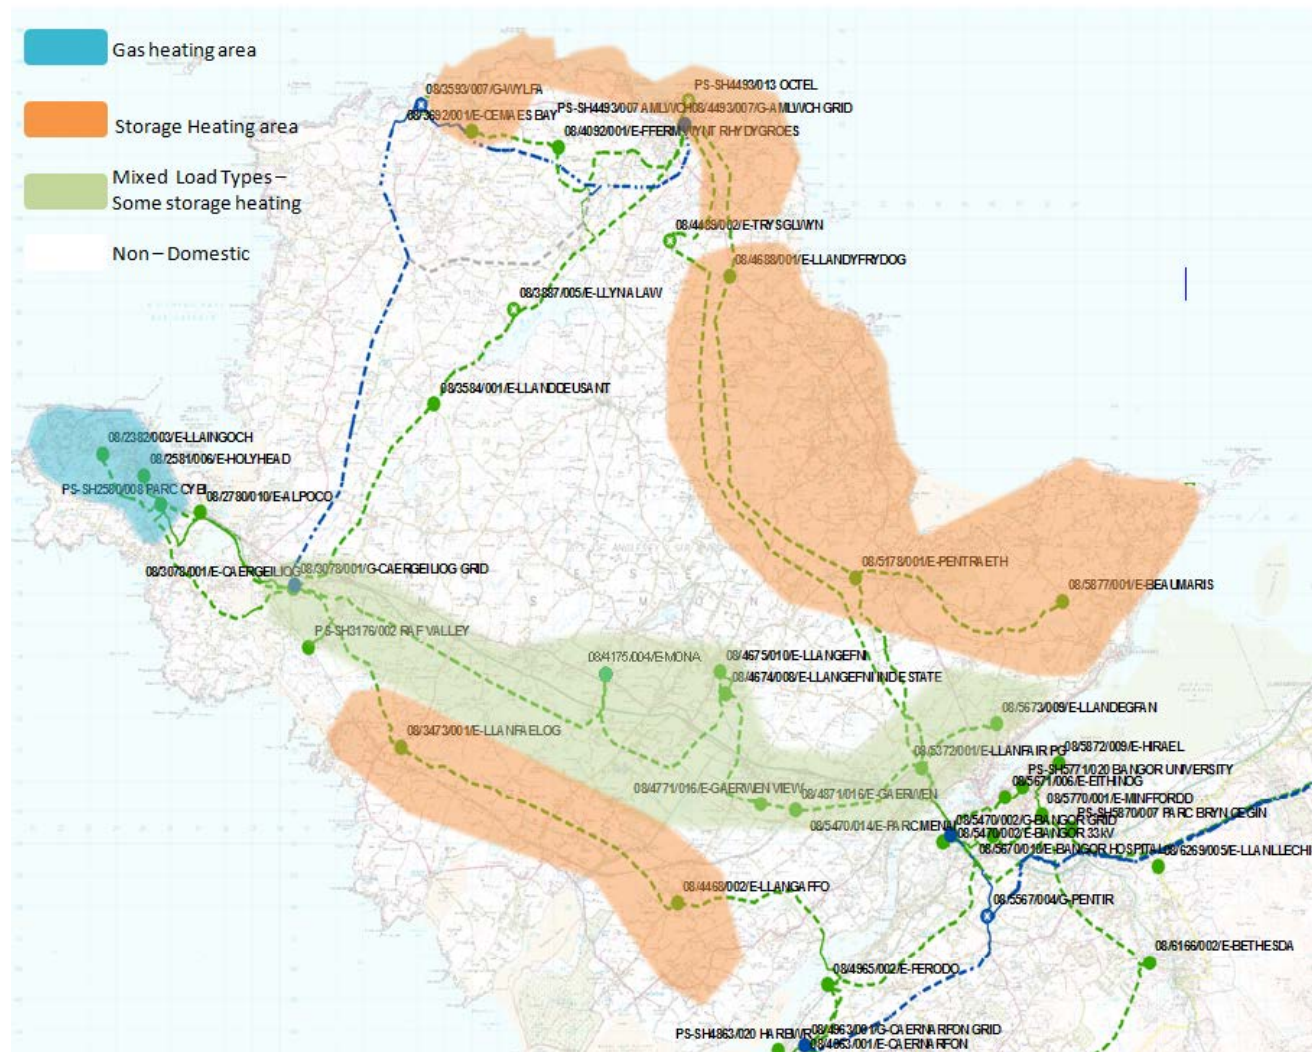 Gas heating area
Storage Heating area
Mixed Load Types –
Some storage heating
Non – Domestic
08/3593/007/G-WYLFA
PS-SH4493/013 OCTEL
PS-SH4493/007 AMLWCH
08/4493/007/G-AMLWCH GRID
08/3692/001/E-CEMAES BAY
08/4092/001/E-FFERM WYNT RHYDYGROES
08/4489/002/E-TRYSGLWYN
08/4688/001/E-LLANDYFRYDOG
08/3887/005/E-LLYN ALAW
08/3584/001/E-LLANDDEUSANT
08/2382/003/E-LLAINGOCH
08/2581/006/E-HOLYHEAD
PS-SH2580/008 PARC CYBI
08/2780/010/E-ALPOCO
08/3078/001/E-CAERGEILIOG
08/3078/001/G-CAERGEILIOG GRID
08/5178/001/E-PENTRAETH
08/5877/001/E-BEAUMARIS
PS-SH3176/002 RAF VALLEY
08/4175/004/E-MONA
08/4675/010/E-LLANGEFNI
08/4674/008/E-LLANGEFNI IND ESTATE
08/5673/009/E-LLANDEGFAN
08/3473/001/E-LLANFAELOG
08/5372/001/E-LLANFAIR PG
08/5872/009/E-HIRAEL
PS-SH5771/020 BANGOR UNIVERSITY
08/5671/006/E-EITHINOG
08/4771/016/E-GAERWEN VIEW
08/4871/016/E-GAERWEN
08/5770/001/E-MINFFORDD
PS-SH5870/007 PARC BRYN CEGIN
08/5470/014/E-PARC MENAI
08/5470/002/G-BANGOR GRID
08/5470/002/E-BANGOR 33kV
08/5670/010/E-BANGOR HOSPITAL
08/6269/005/E-LLANLLECHI
08/4468/002/E-LLANGAFFO
08/5567/004/G-PENTIR
08/6166/002/E-BETHESDA
08/4965/002/E-FERODO
08/4963/001/G-CAERNARFON GRID
08/4963/001/E-CAERNARFON